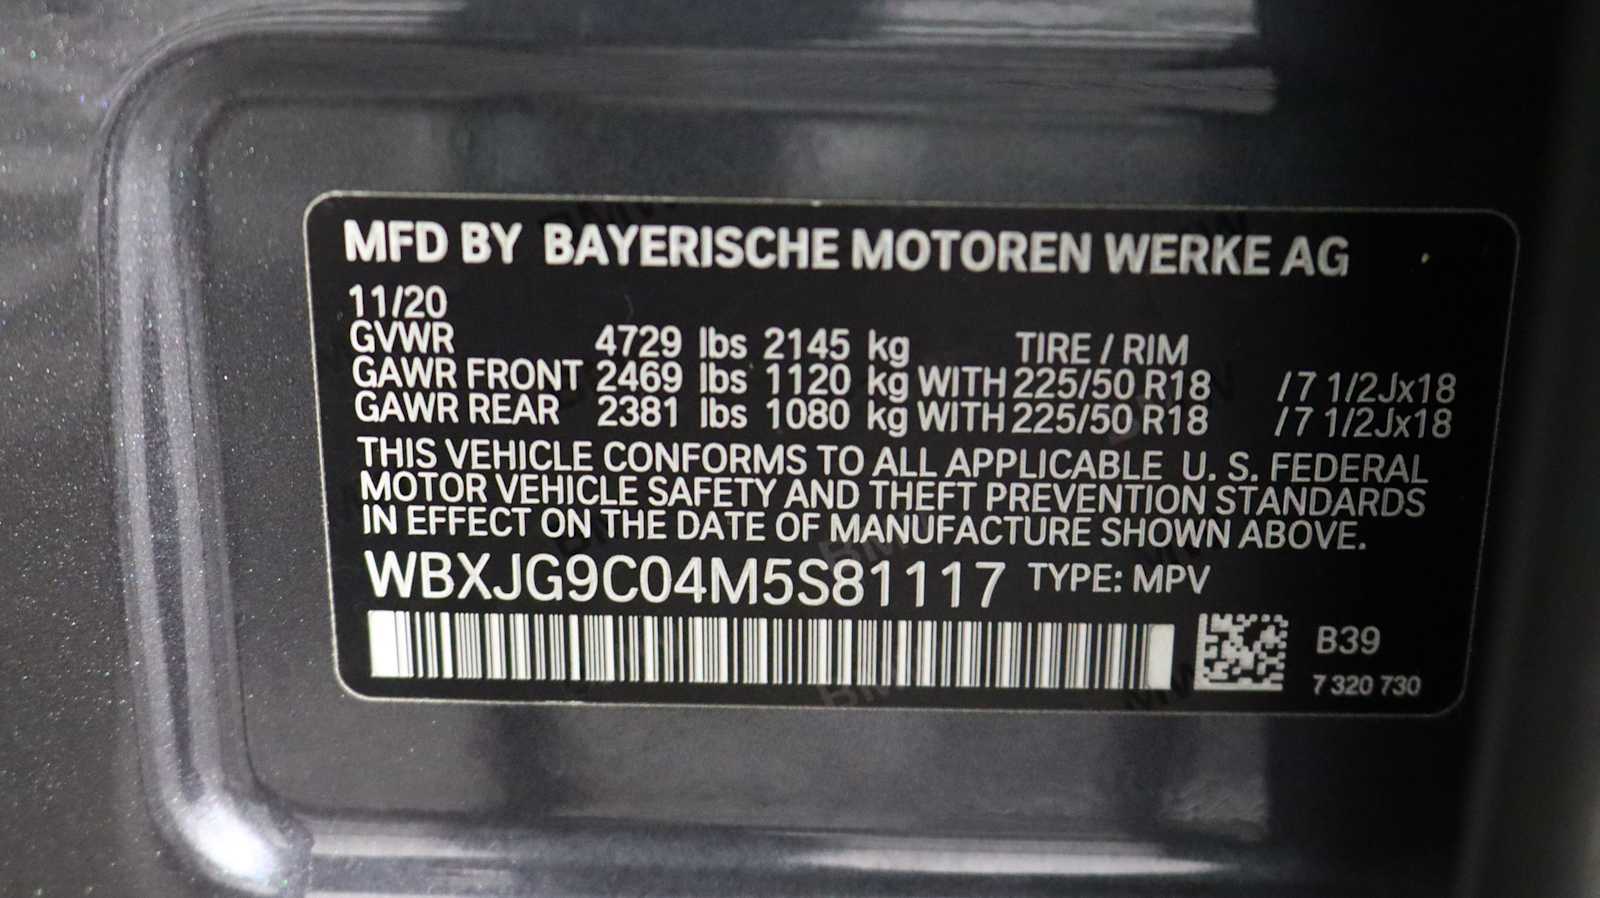 MFD BY BAYERISCHE MOTOREN WERKE AG
11/20
GVWR 4729 lbs 2145 kg TIRE / RIM
GAWR FRONT 2469 lbs 1120 kg WITH 225/50 R18 /7 1/2Jx18
GAWR REAR 2381 lbs 1080 kg WITH 225/50 R18 /7 1/2Jx18
THIS VEHICLE CONFORMS TO ALL APPLICABLE U. S. FEDERAL
MOTOR VEHICLE SAFETY AND THEFT PREVENTION STANDARDS
IN EFFECT ON THE DATE OF MANUFACTURE SHOWN ABOVE.
WBXJG9C04M5S81117 TYPE: MPV
B39
7 320 730